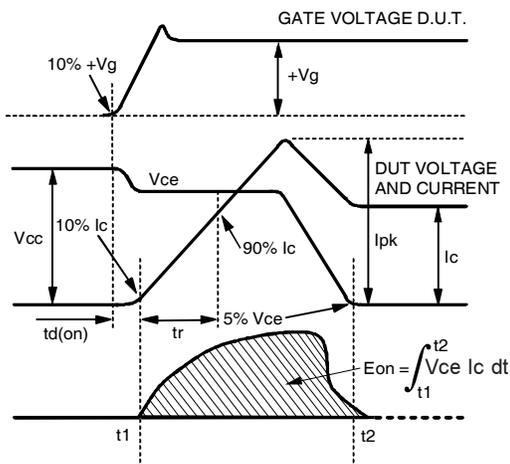 GATE VOLTAGE D.U.T.
10% +Vg
+Vg
DUT VOLTAGE
AND CURRENT
Vce
10% Ic
Vcc
90% Ic
Ipk
Ic
5% Vce
td(on)
tr
Eon = ∫ Vce Ic dt
t2
t1
t1
t2